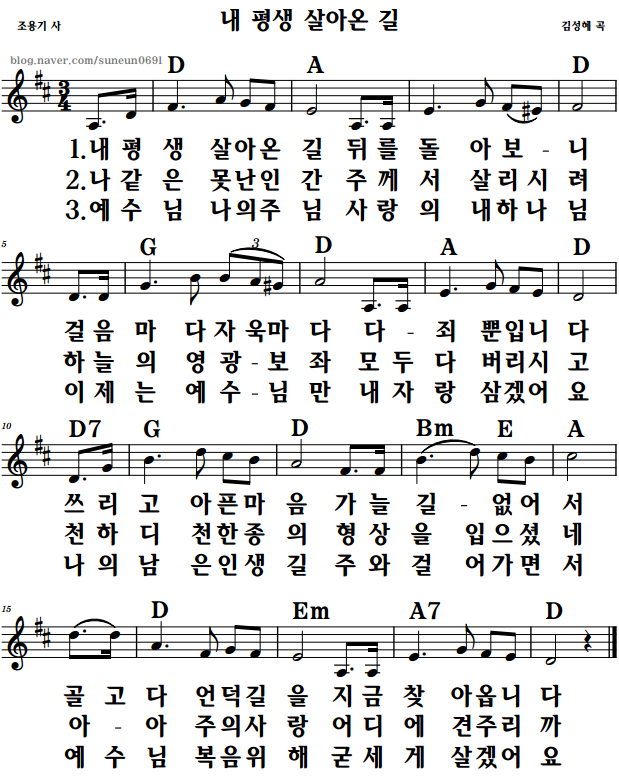 내 평생 살아온 길
조용기 사 김성혜 곡
blog.naver.com/suneun0691
D A D
3/4
1.내 평 생 살아온 길 뒤 를 돌 아보 - 니
2.나같 은 못난인 간 주 께 서 살 리 시 려
3.예수 님 나의주 님 사 랑 의 내하나 님
5 G 3 D A D
걸음 마 다자욱마 다 다 - 죄 뿐입니 다
하늘 의 영광 - 보 좌 모 두 다 버리시 고
이제 는 예수 - 님 만 내 자 랑 삼겠어 요
10 D7 G D Bm E A
쓰 리 고 아픈마 음 가 늘 길 - 없어 서
천 하 디 천한종 의 형 상 을 입으셨 네
나 의 남 은인생 길 주 와 걸 어가면 서
15 D Em A7 D
골 고 다 언덕길 을 지 금 찾 아옵니 다
아 - 아 주의사 랑 어 디 에 견주리 까
예 수 님 복음위 해 굳 세 게 살겠어 요